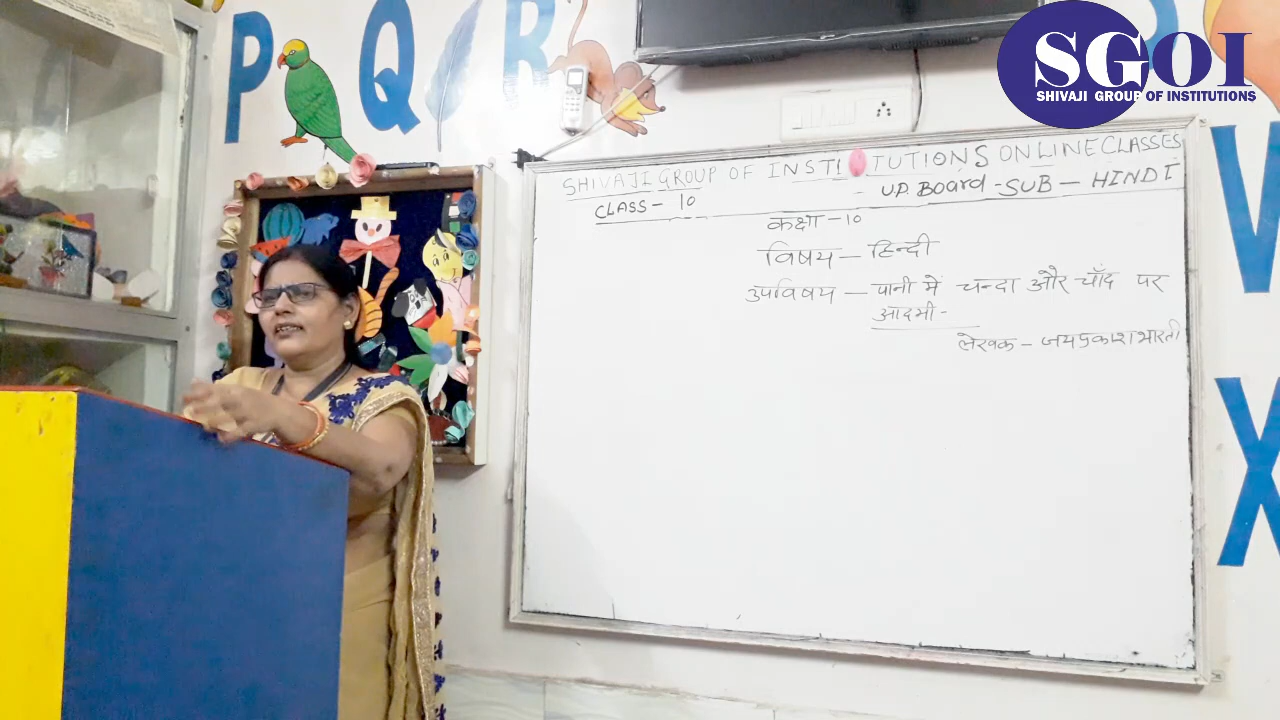 P Q R
SGOI
SHIVAJI GROUP OF INSTITUTIONS
SHIVAJI GROUP OF INSTITUTIONS ONLINE CLASSES
CLASS - 10
UP Board - SUB - HINDI
कक्षा - 10
विषय - हिन्दी
उपविषय - पानी में चन्दा और चाँद पर
आदमी -
लेखक - जयप्रकाश भारती
V
X